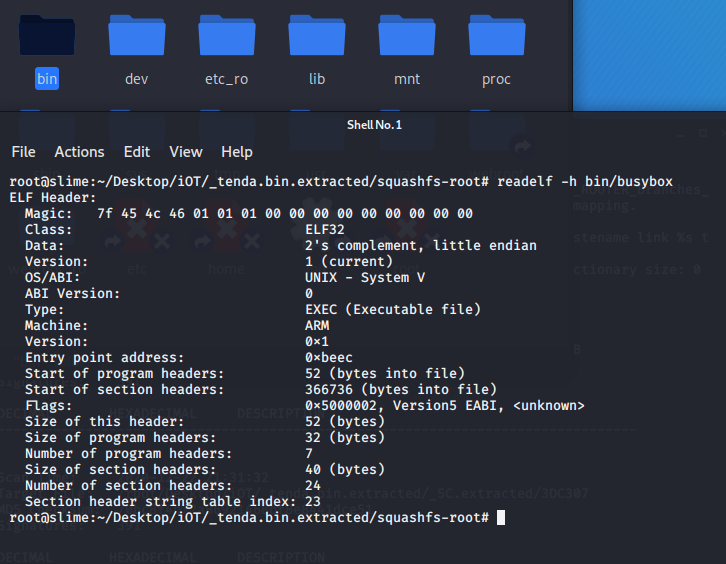 bin dev etc_ro lib mnt proc
Shell No.1
File Actions Edit View Help
root@slime:~/Desktop/iOT/_tenda.bin.extracted/squashfs-root# readelf -h bin/busybox
ELF Header:
Magic: 7f 45 4c 46 01 01 01 00 00 00 00 00 00 00 00 00
Class: ELF32
Data: 2's complement, little endian
Version: 1 (current)
OS/ABI: UNIX - System V
ABI Version: 0
Type: EXEC (Executable file)
Machine: ARM
Version: 0×1
Entry point address: 0×beec
Start of program headers: 52 (bytes into file)
Start of section headers: 366736 (bytes into file)
Flags: 0×5000002, Version5 EABI, <unknown>
Size of this header: 52 (bytes)
Size of program headers: 32 (bytes)
Number of program headers: 7
Size of section headers: 40 (bytes)
Number of section headers: 24
Section header string table index: 23
root@slime:~/Desktop/iOT/_tenda.bin.extracted/squashfs-root#